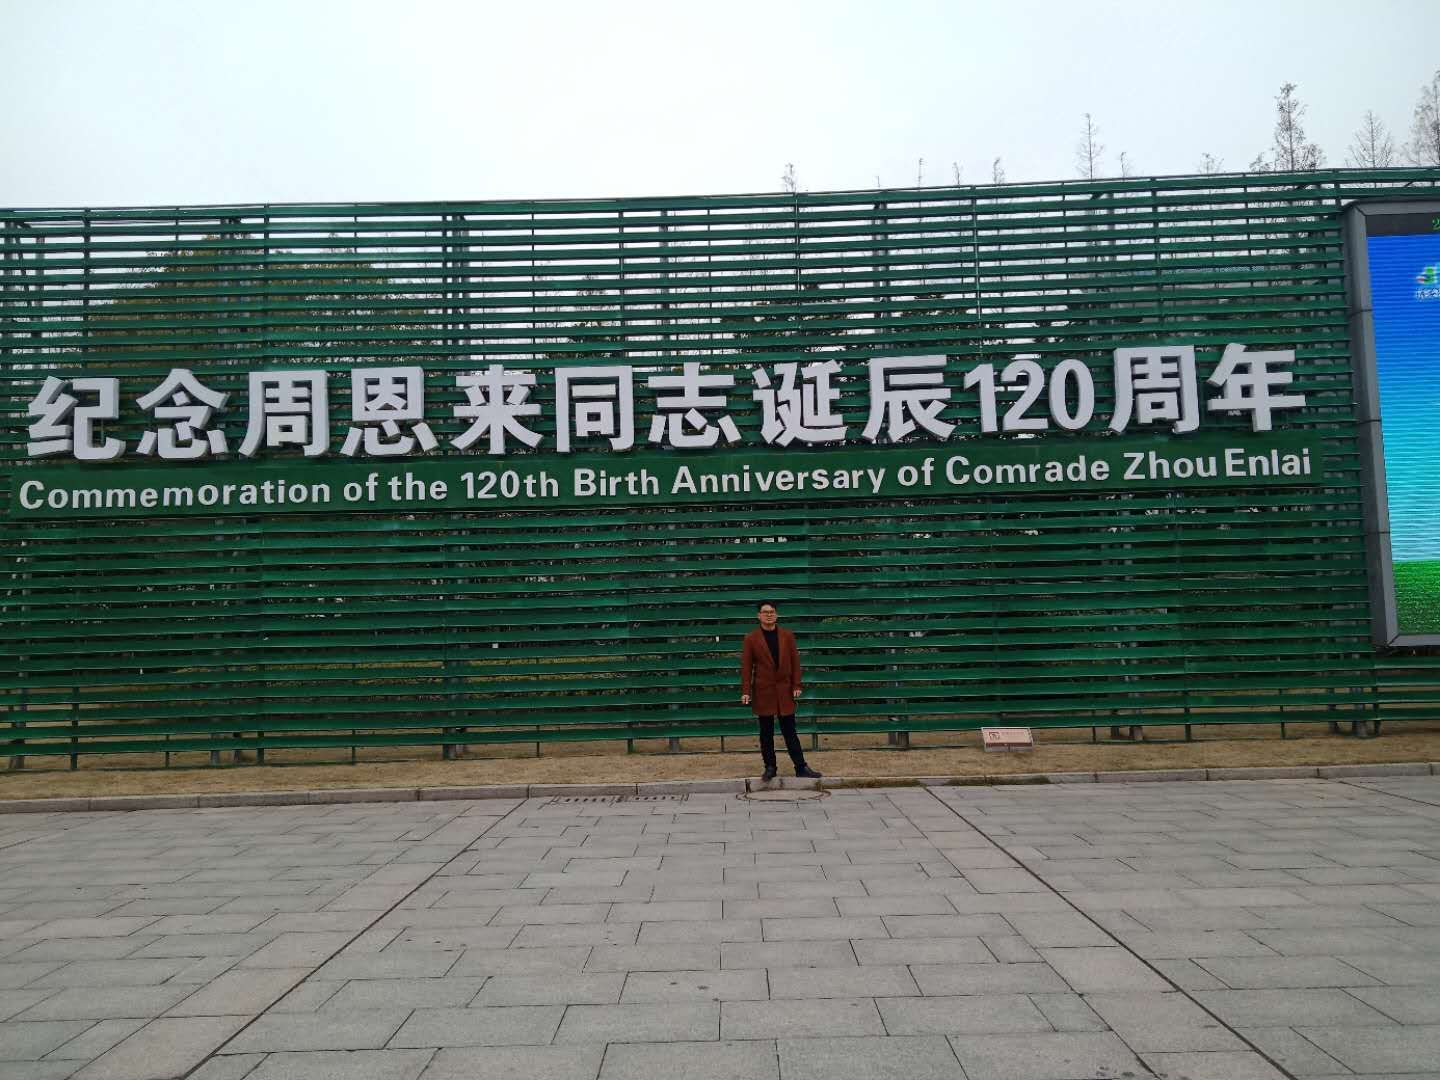 纪念周恩来同志诞辰120周年
Commemoration of the 120th Birth Anniversary of Comrade Zhou Enlai